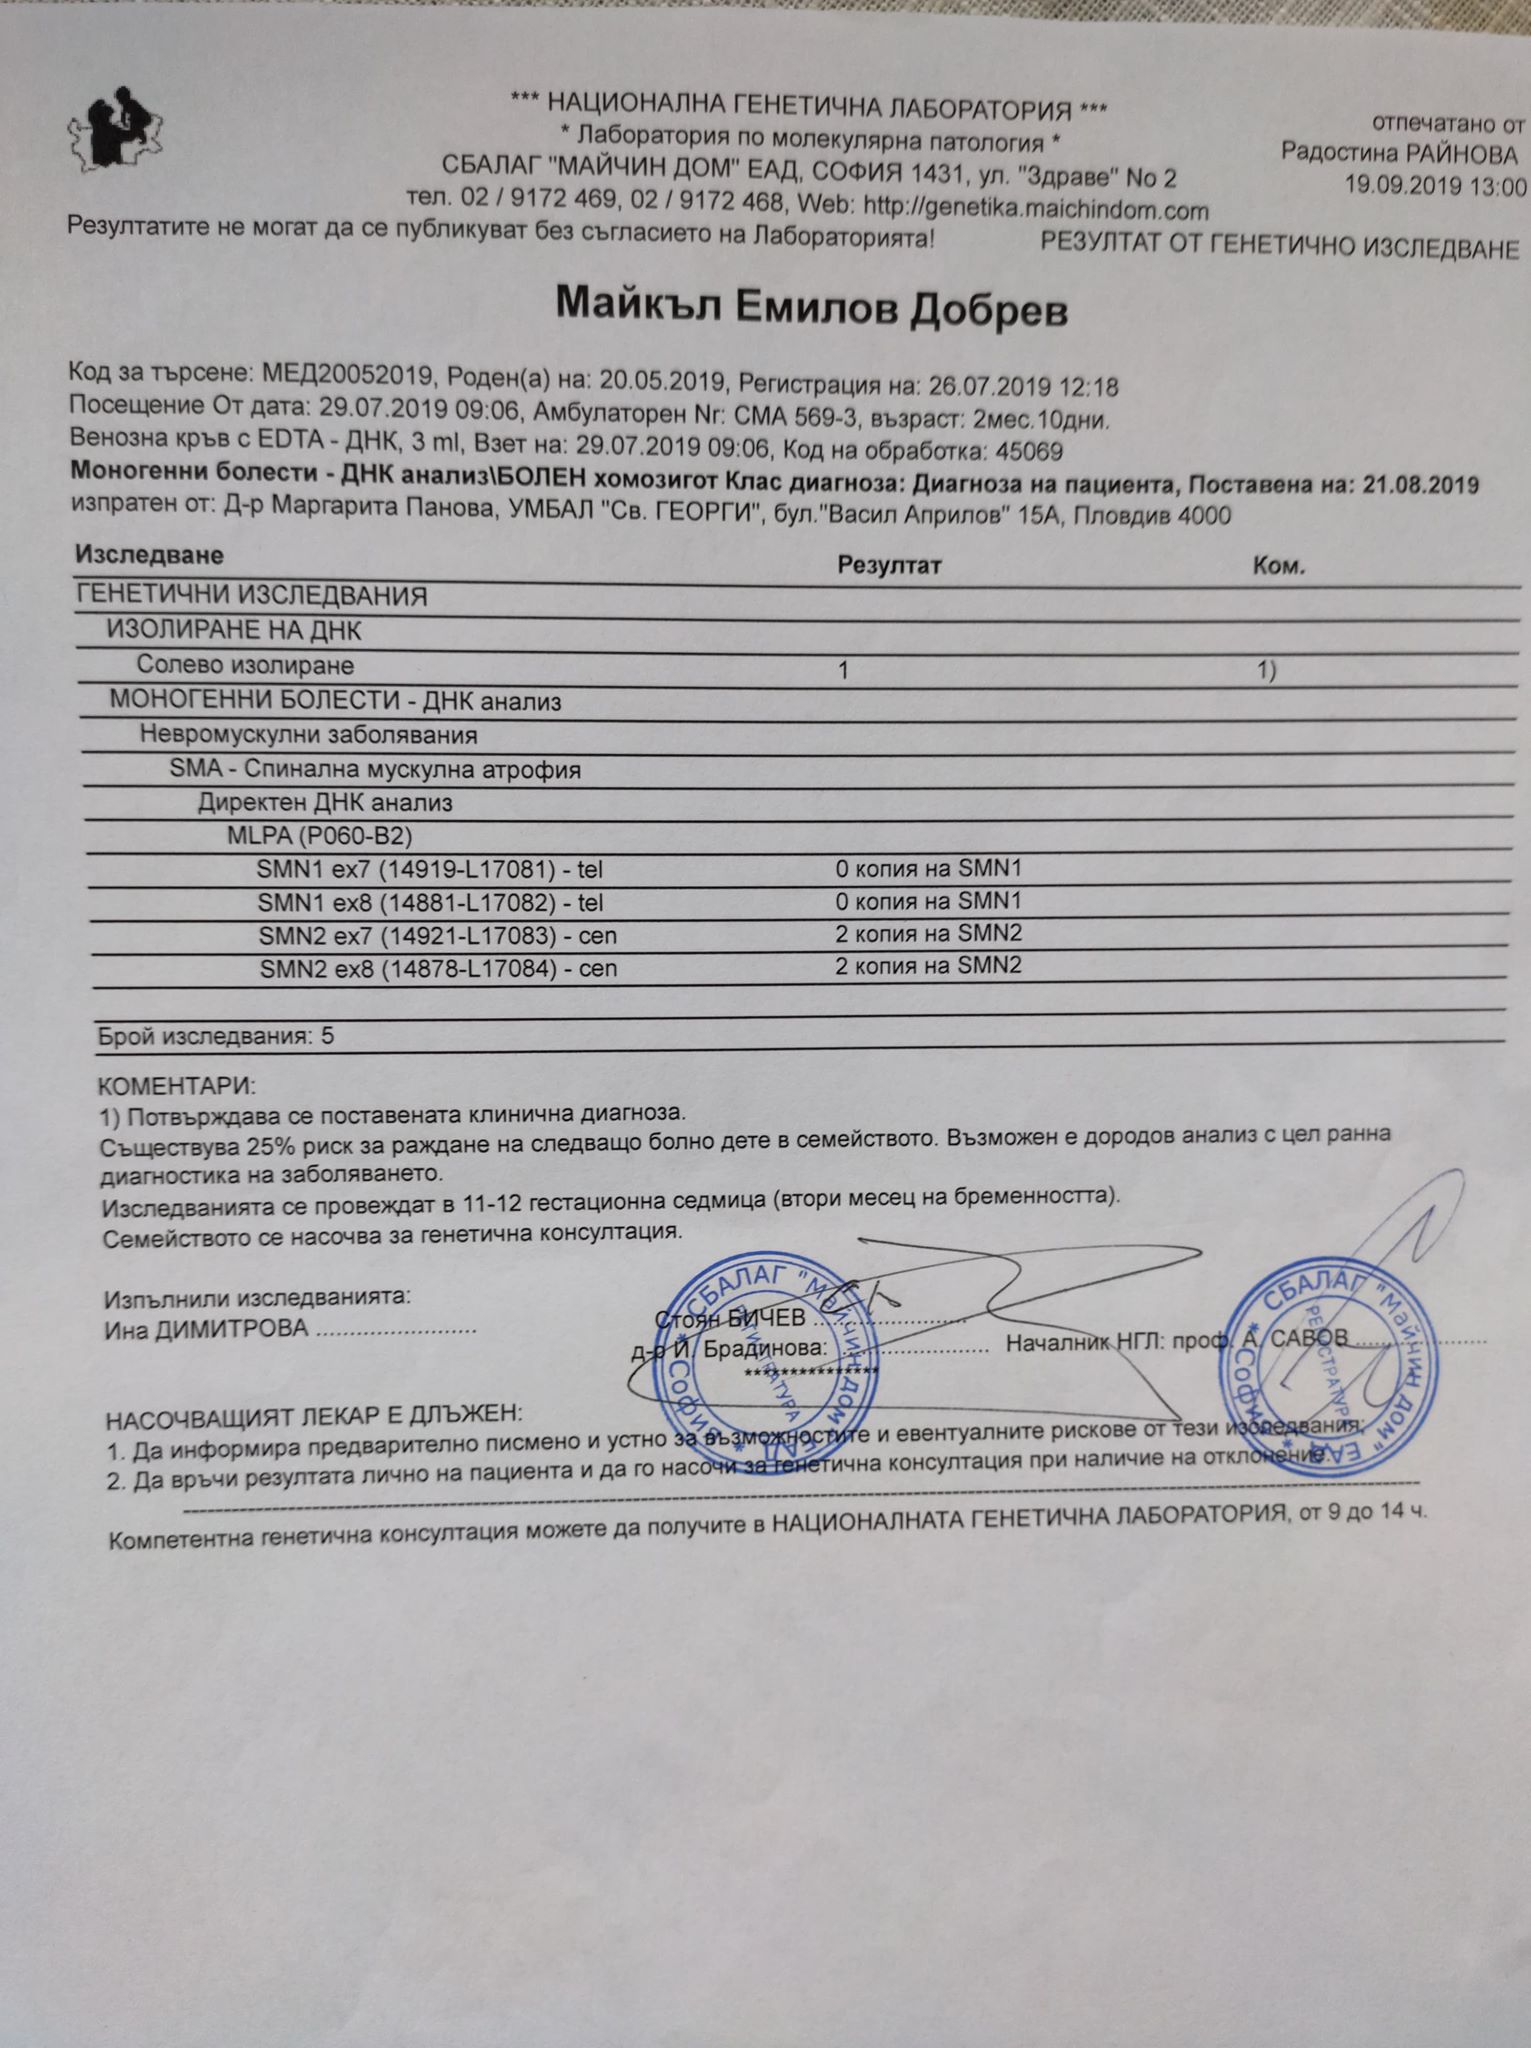 *** НАЦИОНАЛНА ГЕНЕТИЧНА ЛАБОРАТОРИЯ ***
* Лаборатория по молекулярна патология *
СБАЛАГ "МАЙЧИН ДОМ" ЕАД, СОФИЯ 1431, ул. "Здраве" No 2
тел. 02 / 9172 469, 02 / 9172 468, Web: http://genetika.maichindom.com
отпечатано от
Радостина РАЙНОВА
19.09.2019 13:00
Резултатите не могат да се публикуват без съгласието на Лабораторията!
РЕЗУЛТАТ ОТ ГЕНЕТИЧНО ИЗСЛЕДВАНЕ
Майкъл Емилов Добрев
Код за търсене: МЕД20052019, Роден(а) на: 20.05.2019, Регистрация на: 26.07.2019 12:18
Посещение От дата: 29.07.2019 09:06, Амбулаторен Nr: СМА 569-3, възраст: 2мес.10дни.
Венозна кръв с EDTA - ДНК, 3 ml, Взет на: 29.07.2019 09:06, Код на обработка: 45069
Моногенни болести - ДНК анализ\БОЛЕН хомозигот Клас диагноза: Диагноза на пациента, Поставена на: 21.08.2019
изпратен от: Д-р Маргарита Панова, УМБАЛ "Св. ГЕОРГИ", бул."Васил Априлов" 15А, Пловдив 4000
Изследване Резултат Ком.
ГЕНЕТИЧНИ ИЗСЛЕДВАНИЯ
ИЗОЛИРАНЕ НА ДНК
Солево изолиране 1 1)
МОНОГЕННИ БОЛЕСТИ - ДНК анализ
Невромускулни заболявания
SMA - Спинална мускулна атрофия
Директен ДНК анализ
MLPA (P060-B2)
SMN1 ex7 (14919-L17081) - tel 0 копия на SMN1
SMN1 ex8 (14881-L17082) - tel 0 копия на SMN1
SMN2 ex7 (14921-L17083) - cen 2 копия на SMN2
SMN2 ex8 (14878-L17084) - cen 2 копия на SMN2
Брой изследвания: 5
КОМЕНТАРИ:
1) Потвърждава се поставената клинична диагноза.
Съществува 25% риск за раждане на следващо болно дете в семейството. Възможен е дородов анализ с цел ранна
диагностика на заболяването.
Изследванията се провеждат в 11-12 гестационна седмица (втори месец на бременността).
Семейството се насочва за генетична консултация.
Изпълнили изследванията:
Ина ДИМИТРОВА ........................
Стоян БИЧЕВ .......................
д-р Й. Брадинова: .......................
***************
Началник НГЛ: проф. А. САВОВ ....................
СБАЛАГ "Майчин дом" ЕАД * София *
РЕГИСТРАТУРА
СБАЛАГ "Майчин дом" ЕАД * София *
РЕГИСТРАТУРА
НАСОЧВАЩИЯТ ЛЕКАР Е ДЛЪЖЕН:
1. Да информира предварително писмено и устно за възможностите и евентуалните рискове от тези изследвания;
2. Да връчи резултата лично на пациента и да го насочи за генетична консултация при наличие на отклонение.
Компетентна генетична консултация можете да получите в НАЦИОНАЛНАТА ГЕНЕТИЧНА ЛАБОРАТОРИЯ, от 9 до 14 ч.